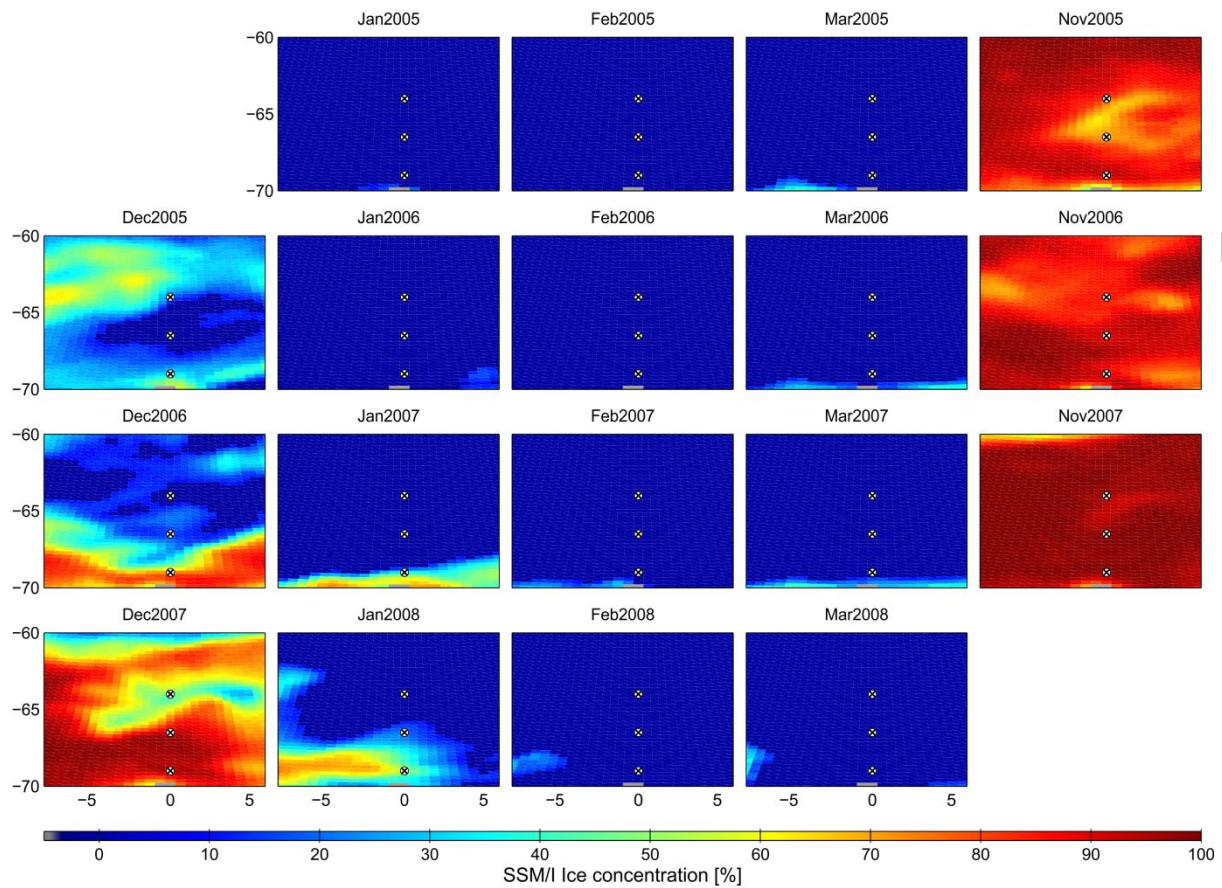 Jan2005 Feb2005 Mar2005 Nov2005
−60
−65
−70
Dec2005 Jan2006 Feb2006 Mar2006 Nov2006
−60
−65
−70
Dec2006 Jan2007 Feb2007 Mar2007 Nov2007
−60
−65
−70
Dec2007 Jan2008 Feb2008 Mar2008
−60
−65
−70
−5 0 5 −5 0 5 −5 0 5 −5 0 5
0 10 20 30 40 50 60 70 80 90 100
SSM/I Ice concentration [%]